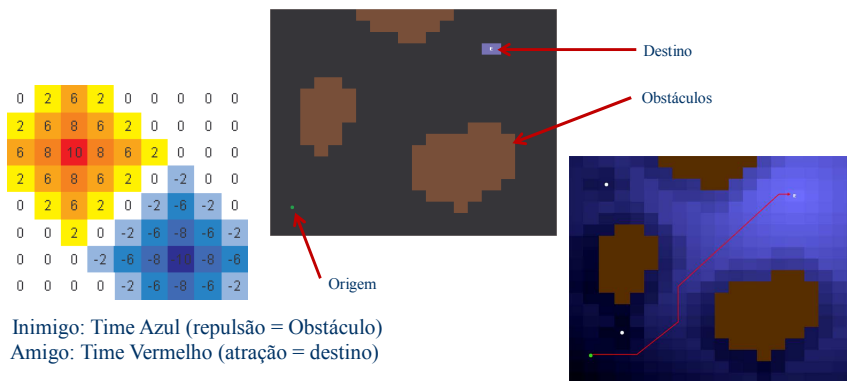 Destino
Obstáculos
Origem
0 2 6 2 0 0 0 0 0
2 6 8 6 2 0 0 0 0
6 8 10 8 6 2 0 0 0
2 6 8 6 2 0 -2 0 0
0 2 6 2 0 -2 -6 -2 0
0 0 2 0 -2 -6 -8 -6 -2
0 0 0 -2 -6 -8 -10 -8 -6
0 0 0 0 -2 -6 -8 -6 -2
Inimigo: Time Azul (repulsão = Obstáculo)
Amigo: Time Vermelho (atração = destino)